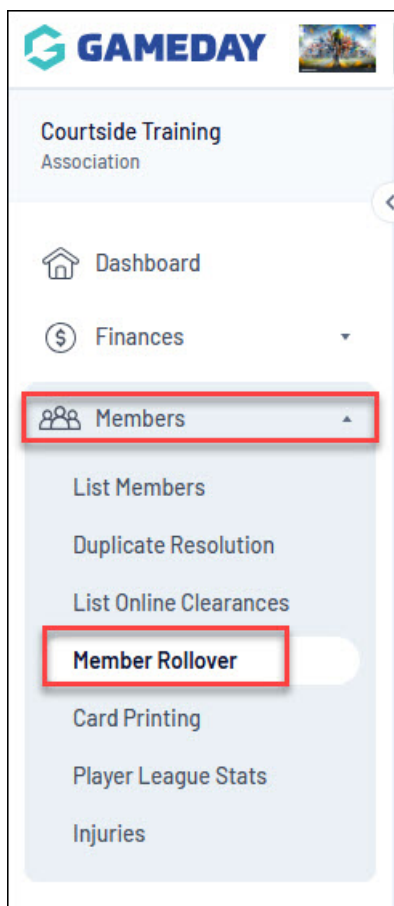 GAMEDAY
Courtside Training
Association
Dashboard
Finances
Members
List Members
Duplicate Resolution
List Online Clearances
Member Rollover
Card Printing
Player League Stats
Injuries